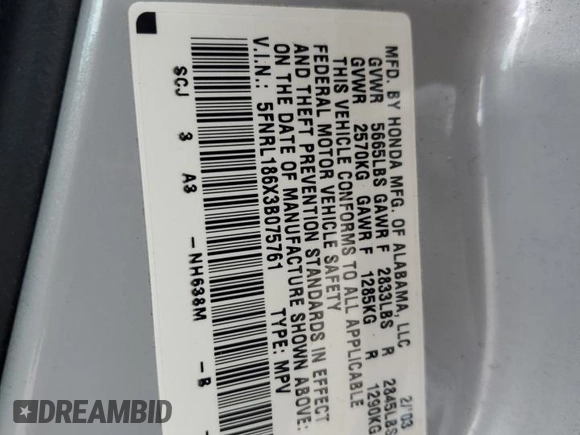 MFD. BY HONDA MFG. OF ALABAMA, LLC 2/'03
GVWR 5665LBS GAWR F 2833LBS R 2845LBS
GVWR 2570KG GAWR F 1285KG R 1290KG
THIS VEHICLE CONFORMS TO ALL APPLICABLE
FEDERAL MOTOR VEHICLE SAFETY
AND THEFT PREVENTION STANDARDS IN EFFECT
ON THE DATE OF MANUFACTURE SHOWN ABOVE:
V.I.N.: 5FNRL186X3B075761 TYPE: MPV
SCJ 3 A3 -NH638M -B
DREAMBID